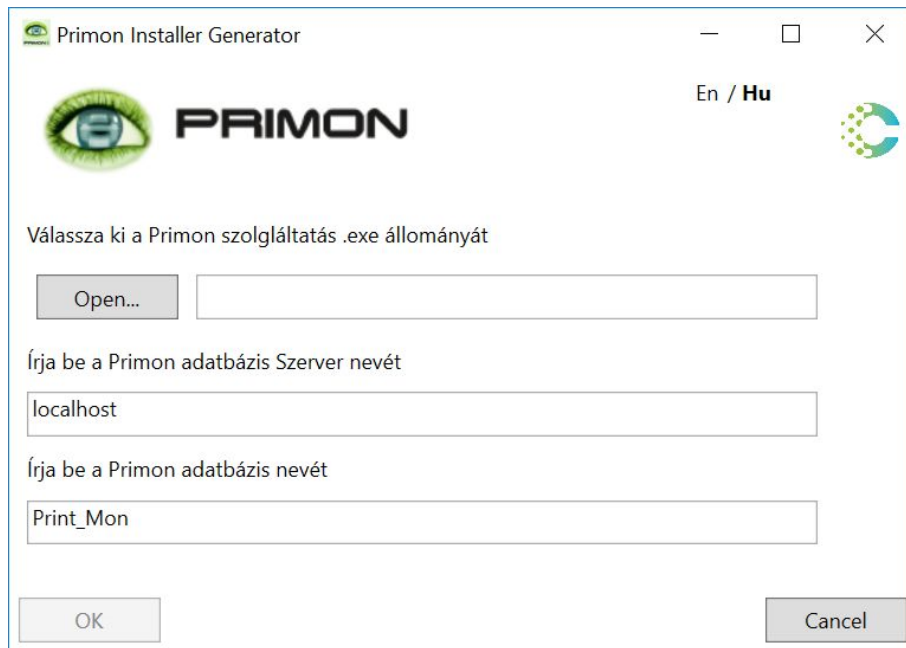 Primon Installer Generator
PRIMON
En / Hu
Válassza ki a Primon szolgláltatás .exe állományát
Open...
Írja be a Primon adatbázis Szerver nevét
localhost
Írja be a Primon adatbázis nevét
Print_Mon
OK
Cancel